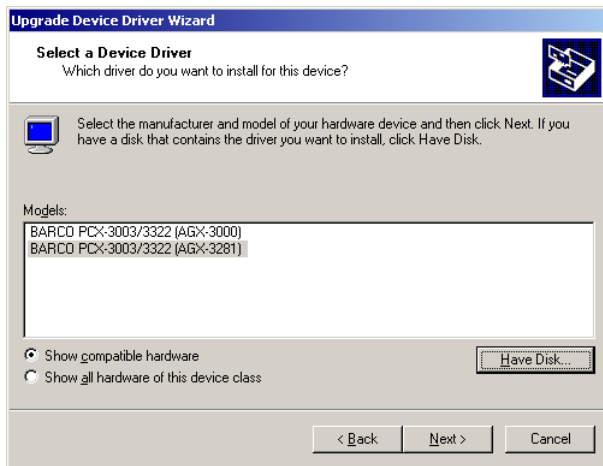 Upgrade Device Driver Wizard
Select a Device Driver
Which driver do you want to install for this device?
Select the manufacturer and model of your hardware device and then click Next. If you
have a disk that contains the driver you want to install, click Have Disk.
Models:
BARCO PCX-3003/3322 (AGX-3000)
BARCO PCX-3003/3322 (AGX-3281)
Show compatible hardware
Show all hardware of this device class
Have Disk...
< Back
Next >
Cancel